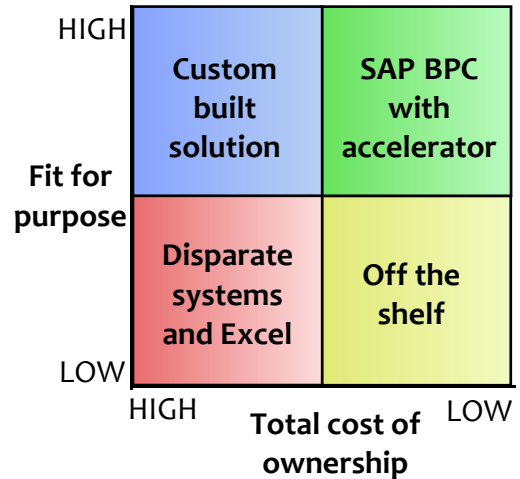 HIGH
Custom
built
solution
SAP BPC
with
accelerator
Fit for
purpose
Disparate
systems
and Excel
Off the
shelf
LOW
HIGH
LOW
Total cost of
ownership